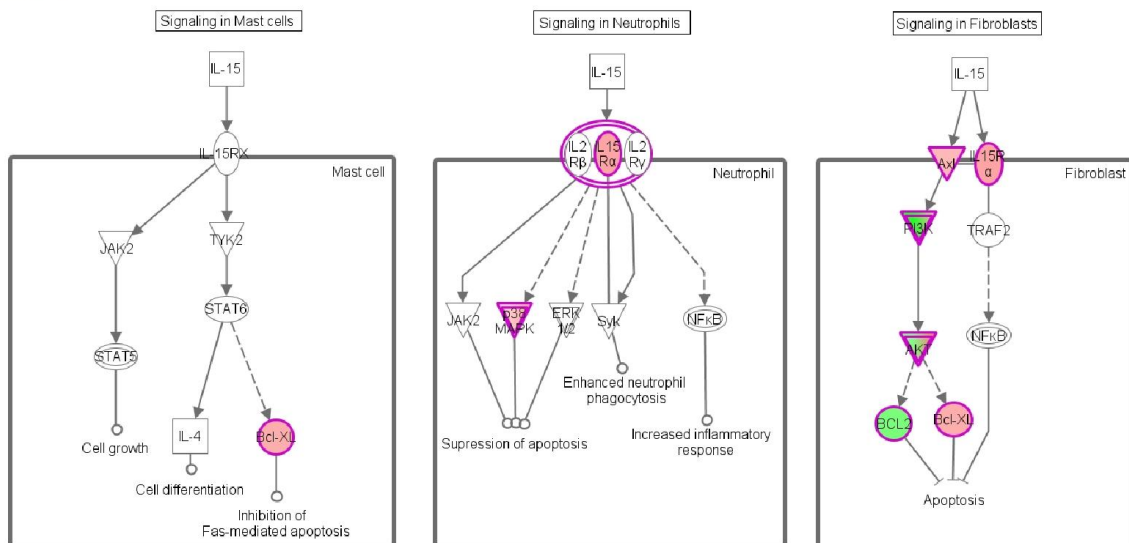 Signaling in Mast cells
IL-15
IL-15RX
Mast cell
JAK2
TYK2
STAT6
STAT5
Cell growth
IL-4
Bcl-XL
Cell differentiation
Inhibition of
Fas-mediated apoptosis
Signaling in Neutrophils
IL-15
IL2
Rβ
IL15
Rα
IL2
Rγ
Neutrophil
JAK2
p38
MAPK
ERK
1/2
Syk
NFκB
Enhanced neutrophil
phagocytosis
Supression of apoptosis
Increased inflammatory
response
Signaling in Fibroblasts
IL-15
Axl
IL15R
α
Fibroblast
PI3K
TRAF2
AKT
NFκB
BCL2
Bcl-XL
Apoptosis